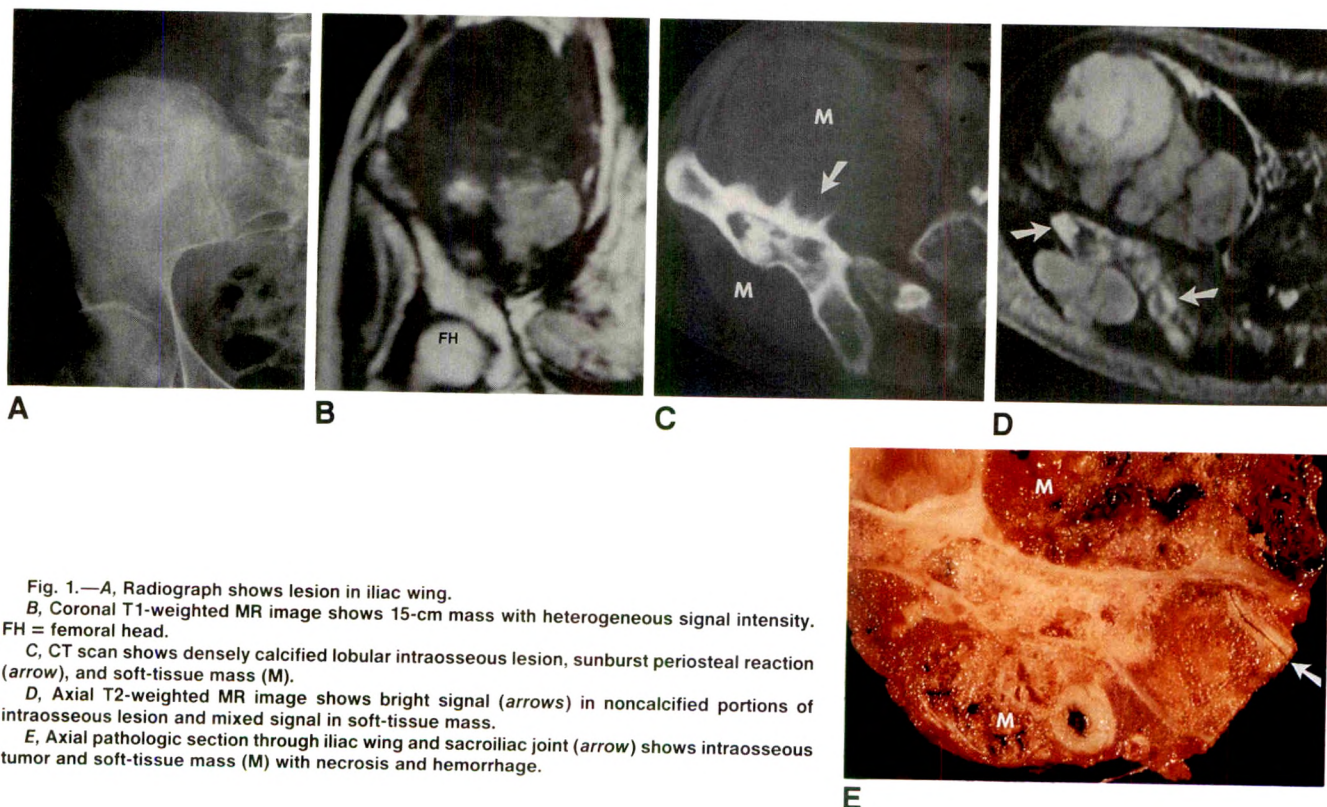 FH
M
M
A
B
C
D
M
M
E
Fig. 1.—A, Radiograph shows lesion in iliac wing.
B, Coronal T1-weighted MR image shows 15-cm mass with heterogeneous signal intensity.
FH = femoral head.
C, CT scan shows densely calcified lobular intraosseous lesion, sunburst periosteal reaction
(arrow), and soft-tissue mass (M).
D, Axial T2-weighted MR image shows bright signal (arrows) in noncalcified portions of
intraosseous lesion and mixed signal in soft-tissue mass.
E, Axial pathologic section through iliac wing and sacroiliac joint (arrow) shows intraosseous
tumor and soft-tissue mass (M) with necrosis and hemorrhage.